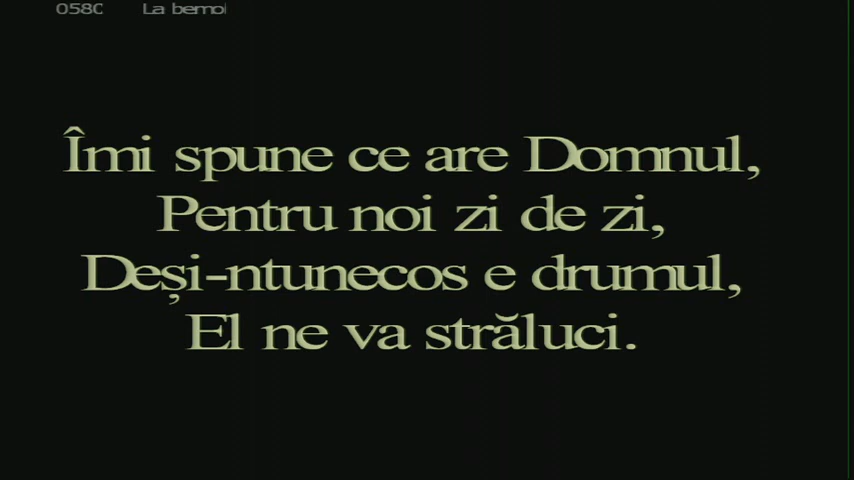 058C La bemol
Îmi spune ce are Domnul,
Pentru noi zi de zi,
Deși-ntunecos e drumul,
El ne va străluci.